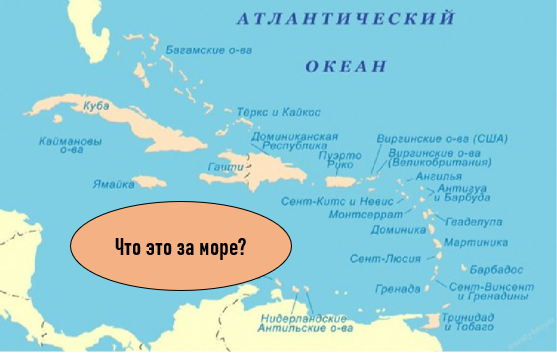 АТЛАНТИЧЕСКИЙ
ОКЕАН
Багамские о-ва
Куба
Тёркс и Кайкос
Каймановы
о-ва
Доминиканская
Республика
Гаити
Пуэрто
Рико
Виргинские о-ва (США)
Виргинские о-ва
(Великобритания)
Ямайка
Ангилья
Антигуа
и Барбуда
Сент-Китс и Невис
Монтсеррат
Гваделупа
Доминика
Мартиника
Что это за море?
Сент-Люсия
Барбадос
Гренада
Сент-Винсент
и Гренадины
Нидерландские
Антильские о-ва
Тринидад
и Тобаго